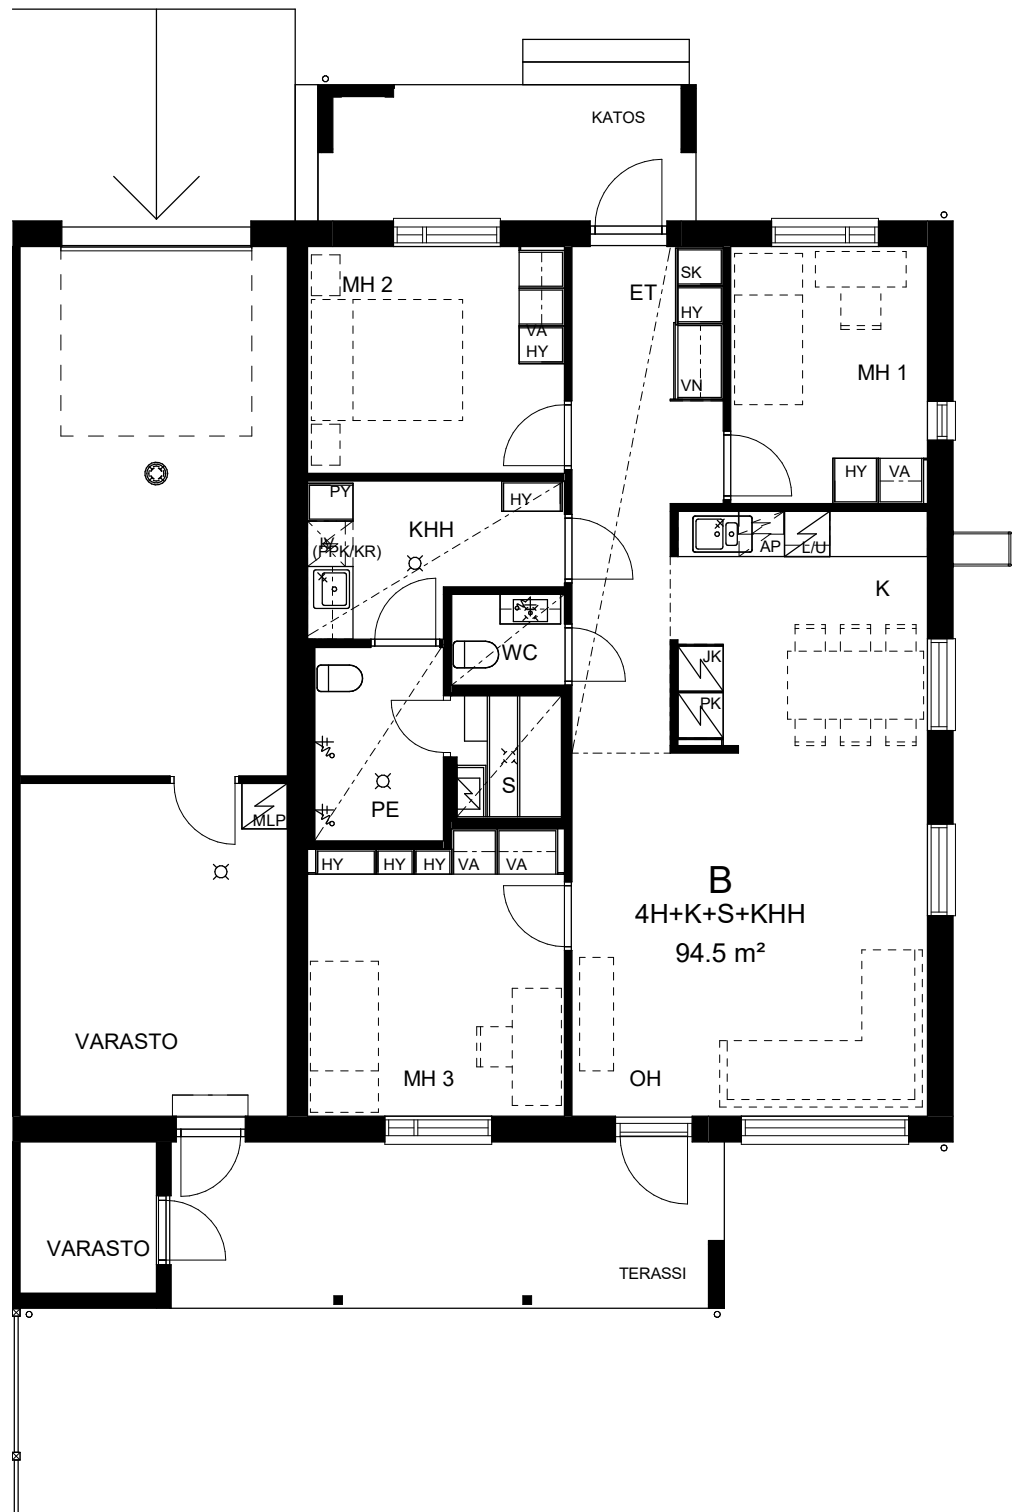 KATOS
MH 2
ET
SK
HY
VN
VA
HY
MH 1
HY
VA
PY
HY
KHH
(PRK/KR)
AP
L/U
K
WC
JK
PK
S
PE
MLP
HY
HY
HY
VA
VA
B
4H+K+S+KHH
94.5 m²
VARASTO
MH 3
OH
VARASTO
TERASSI